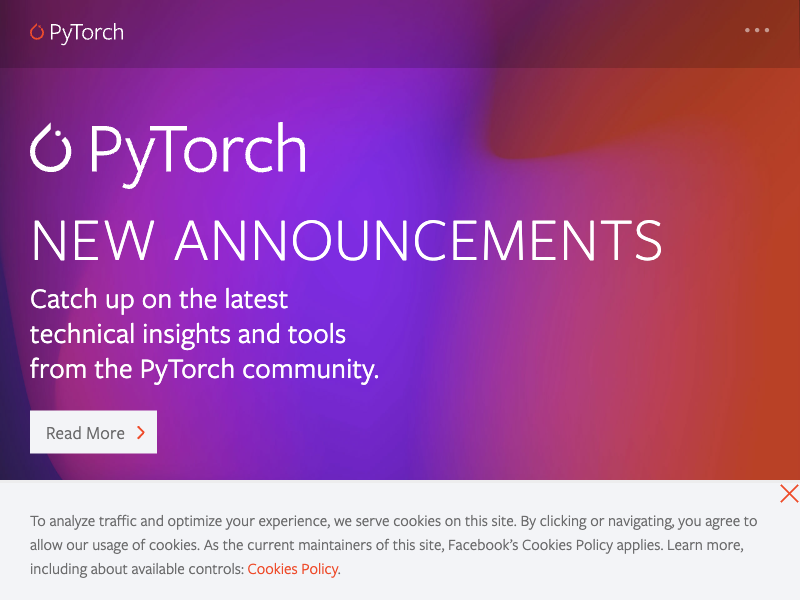 PyTorch
PyTorch
NEW ANNOUNCEMENTS
Catch up on the latest
technical insights and tools
from the PyTorch community.
Read More
To analyze traffic and optimize your experience, we serve cookies on this site. By clicking or navigating, you agree to
allow our usage of cookies. As the current maintainers of this site, Facebook’s Cookies Policy applies. Learn more,
including about available controls: Cookies Policy.